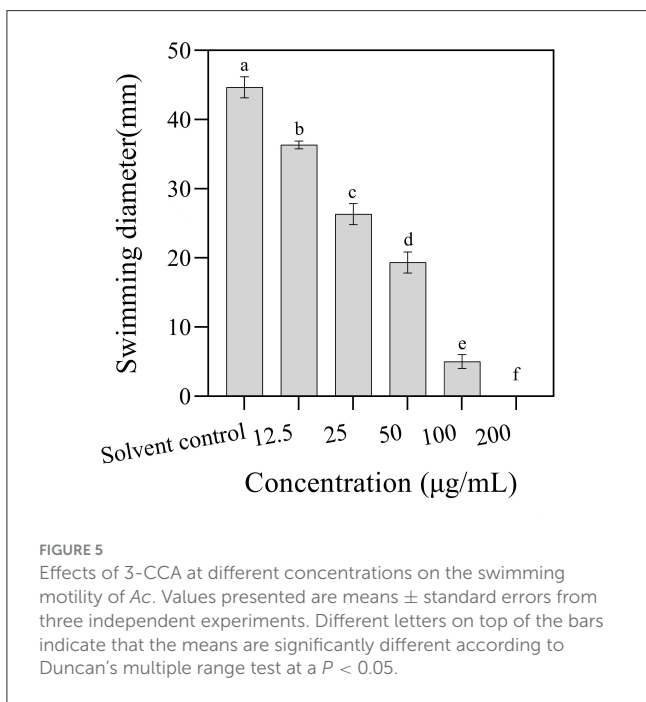 50
a
40
b
30
c
d
20
10
e
f
0
Swimming diameter(mm)
Solvent control 12.5 25 50 100 200
Concentration (μg/mL)
FIGURE 5
Effects of 3-CCA at different concentrations on the swimming
motility of Ac. Values presented are means ± standard errors from
three independent experiments. Different letters on top of the bars
indicate that the means are significantly different according to
Duncan's multiple range test at a P < 0.05.